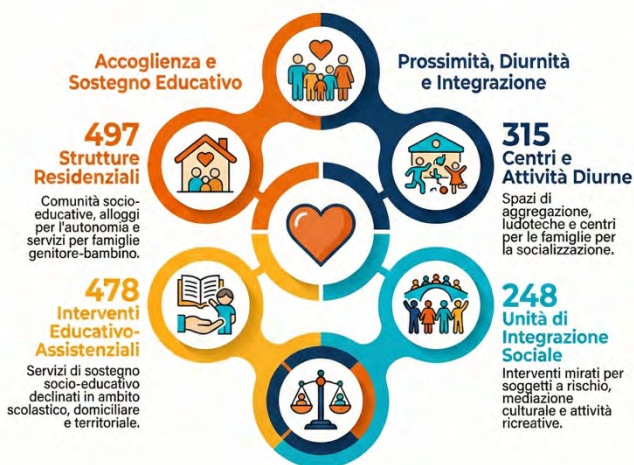 Accoglienza e
Sostegno Educativo
Prossimità, Diurnità
e Integrazione
497
Strutture
Residenziali
Comunità socio-
educative, alloggi
per l'autonomia e
servizi per famiglie
genitore-bambino.
315
Centri e
Attività Diurne
Spazi di
aggregazione,
ludoteche e centri
per le famiglie per
la socializzazione.
478
Interventi
Educativo-
Assistenziali
Servizi di sostegno
socio-educativo
declinati in ambito
scolastico, domiciliare
e territoriale.
248
Unità di
Integrazione
Sociale
Interventi mirati per
soggetti a rischio,
mediazione
culturale e attività
ricreative.